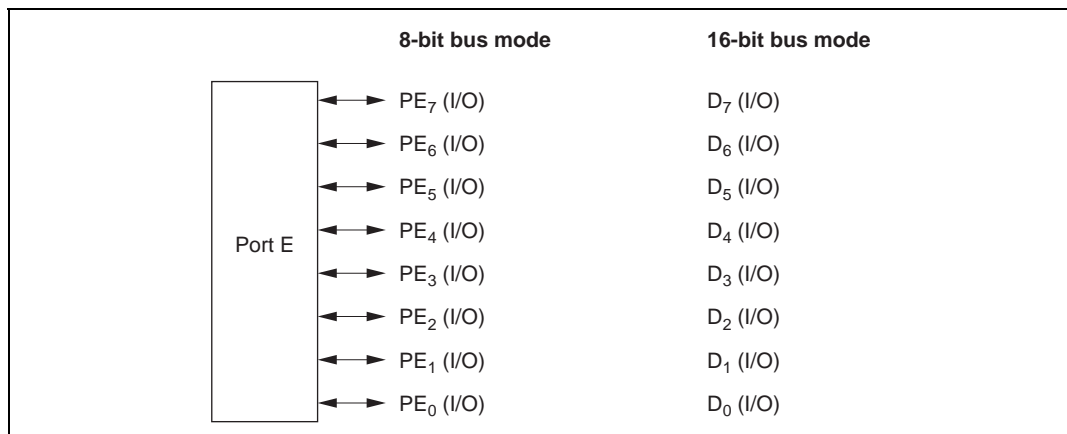 8-bit bus mode 16-bit bus mode
PE7 (I/O) D7 (I/O)
PE6 (I/O) D6 (I/O)
PE5 (I/O) D5 (I/O)
PE4 (I/O) D4 (I/O)
Port E
PE3 (I/O) D3 (I/O)
PE2 (I/O) D2 (I/O)
PE1 (I/O) D1 (I/O)
PE0 (I/O) D0 (I/O)